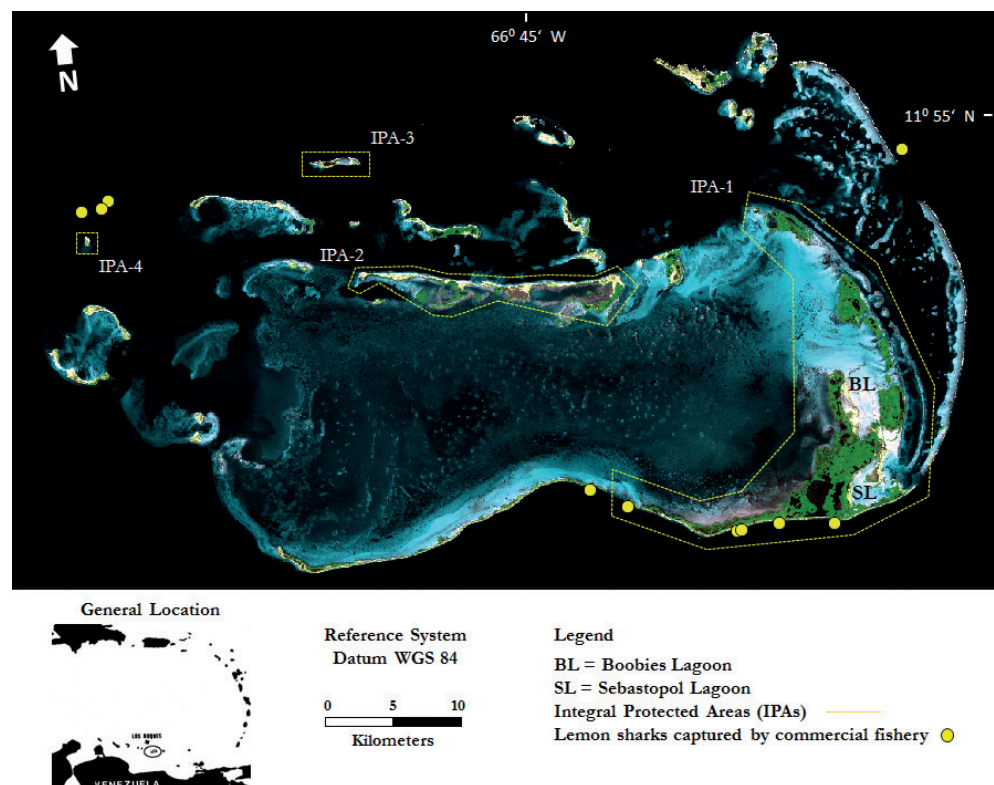 66⁰ 45‘ W
N
11⁰ 55‘ N
IPA-3
IPA-1
IPA-2
IPA-4
BL
SL
General Location
LOS ROQUES
VENEZUELA
Reference System
Datum WGS 84
0 5 10
Kilometers
Legend
BL = Boobies Lagoon
SL = Sebastopol Lagoon
Integral Protected Areas (IPAs)
Lemon sharks captured by commercial fishery